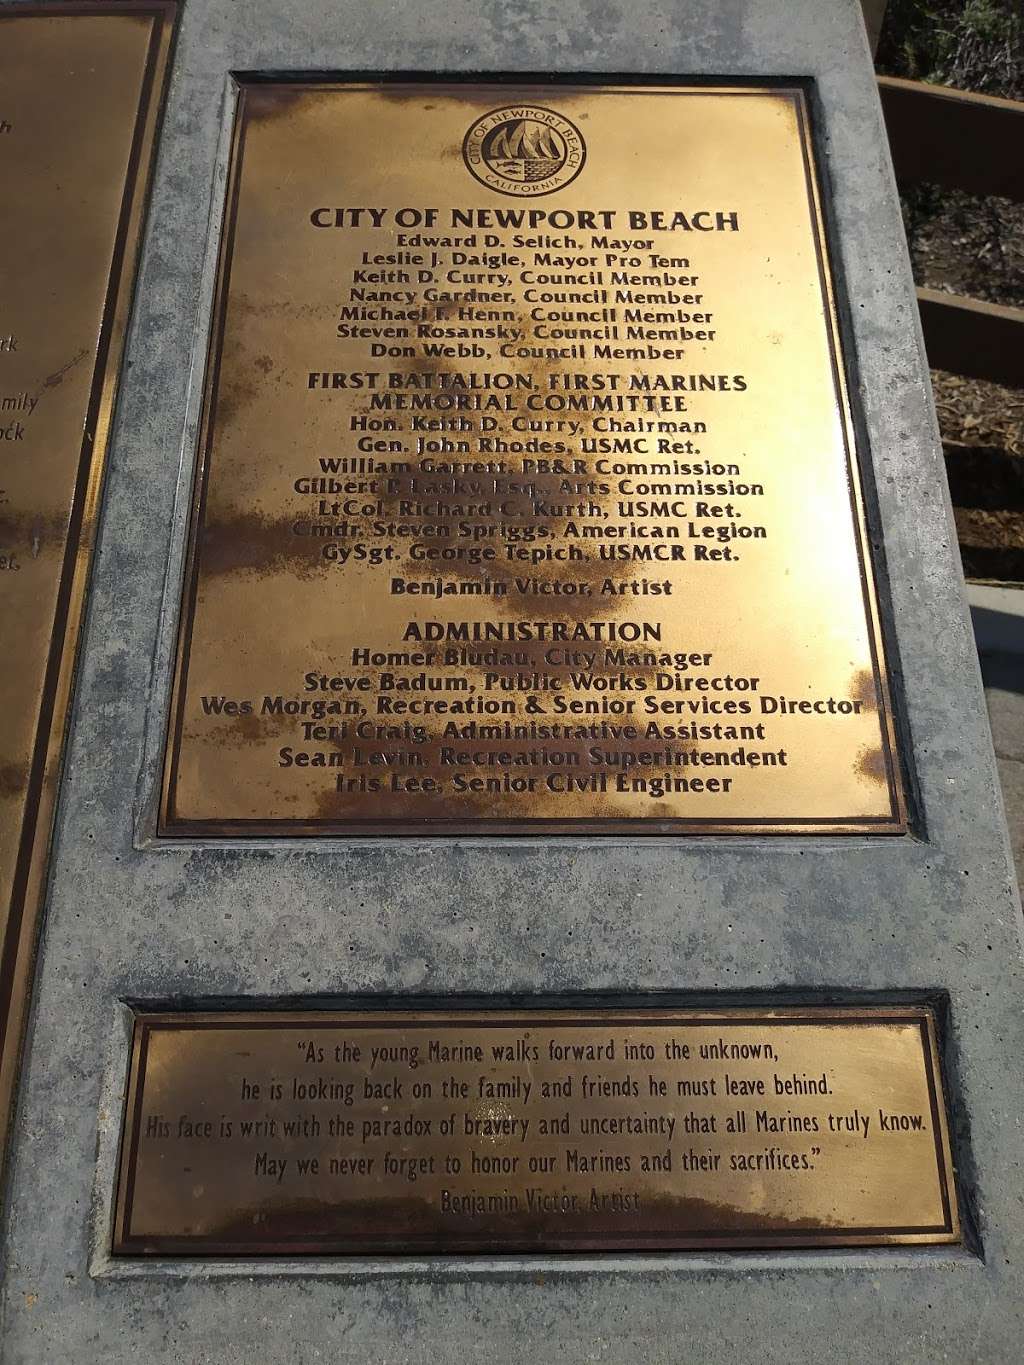 CITY OF NEWPORT BEACH
CALIFORNIA
CITY OF NEWPORT BEACH
Edward D. Selich, Mayor
Leslie J. Daigle, Mayor Pro Tem
Keith D. Curry, Council Member
Nancy Gardner, Council Member
Michael F. Henn, Council Member
Steven Rosansky, Council Member
Don Webb, Council Member
FIRST BATTALION, FIRST MARINES
MEMORIAL COMMITTEE
Hon. Keith D. Curry, Chairman
Gen. John Rhodes, USMC Ret.
William Garrett, PB&R Commission
Gilbert P. Lasky, Esq., Arts Commission
LtCol. Richard C. Kurth, USMC Ret.
Cmdr. Steven Spriggs, American Legion
GySgt. George Tepich, USMCR Ret.
Benjamin Victor, Artist
ADMINISTRATION
Homer Bludau, City Manager
Steve Badum, Public Works Director
Wes Morgan, Recreation & Senior Services Director
Teri Craig, Administrative Assistant
Sean Levin, Recreation Superintendent
Iris Lee, Senior Civil Engineer
"As the young Marine walks forward into the unknown,
he is looking back on the family and friends he must leave behind.
His face is writ with the paradox of bravery and uncertainty that all Marines truly know.
May we never forget to honor our Marines and their sacrifices."
Benjamin Victor, Artist